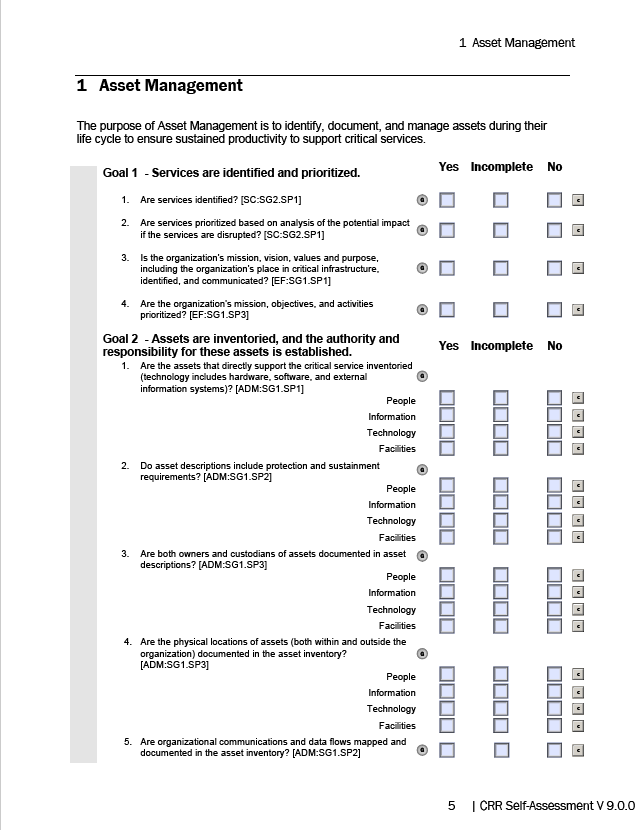 1 Asset Management
1 Asset Management
The purpose of Asset Management is to identify, document, and manage assets during their
life cycle to ensure sustained productivity to support critical services.
Goal 1 - Services are identified and prioritized. Yes Incomplete No
1. Are services identified? [SC:SG2.SP1] G c
2. Are services prioritized based on analysis of the potential impact
if the services are disrupted? [SC:SG2.SP1] G c
3. Is the organization's mission, vision, values and purpose,
including the organization's place in critical infrastructure,
identified, and communicated? [EF:SG1.SP1] G c
4. Are the organization's mission, objectives, and activities
prioritized? [EF:SG1.SP3] G c
Goal 2 - Assets are inventoried, and the authority and
responsibility for these assets is established. Yes Incomplete No
1. Are the assets that directly support the critical service inventoried
(technology includes hardware, software, and external
information systems)? [ADM:SG1.SP1] G
People c
Information c
Technology c
Facilities c
2. Do asset descriptions include protection and sustainment
requirements? [ADM:SG1.SP2] G
People c
Information c
Technology c
Facilities c
3. Are both owners and custodians of assets documented in asset
descriptions? [ADM:SG1.SP3] G
People c
Information c
Technology c
Facilities c
4. Are the physical locations of assets (both within and outside the
organization) documented in the asset inventory?
[ADM:SG1.SP3] G
People c
Information c
Technology c
Facilities c
5. Are organizational communications and data flows mapped and
documented in the asset inventory? [ADM:SG1.SP2] G c
5 | CRR Self-Assessment V 9.0.0